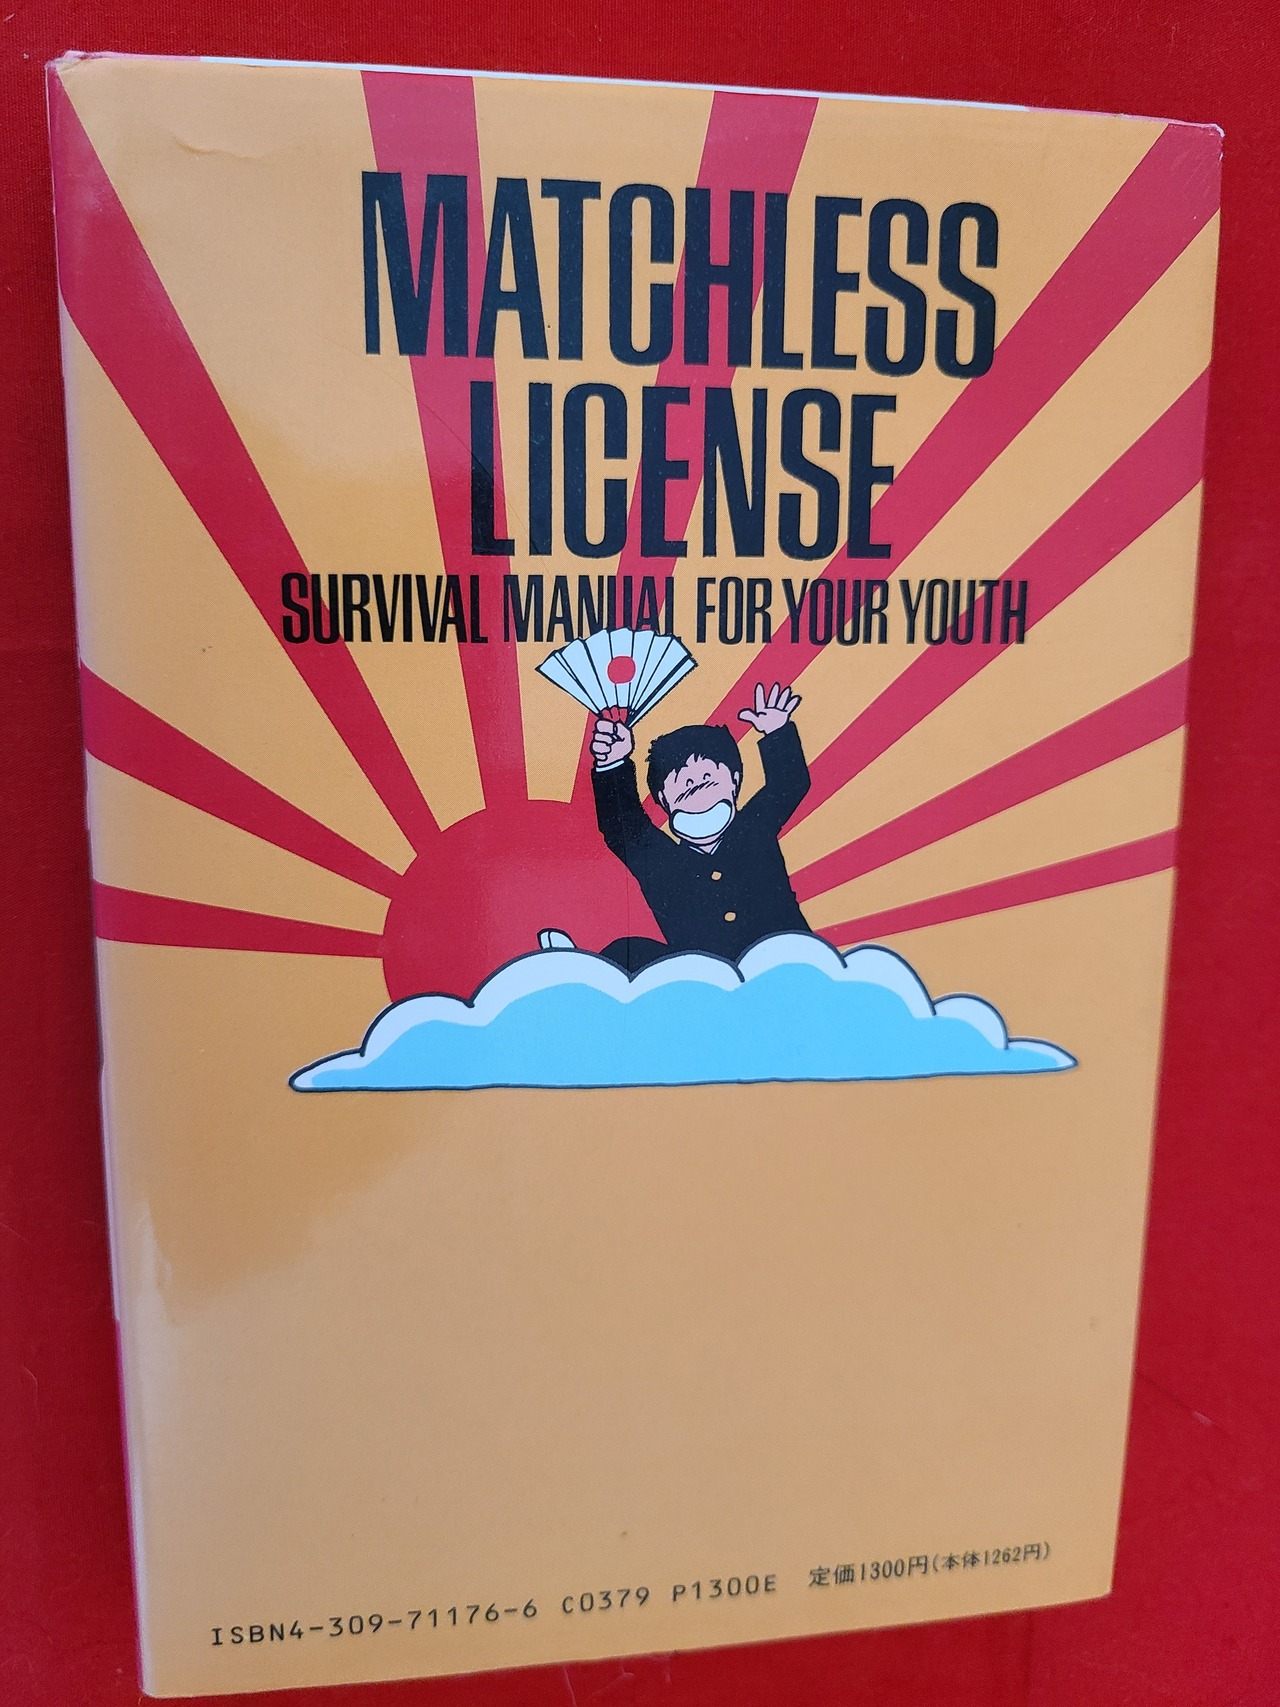 MATCHLESS
LICENSE
SURVIVAL MANUAL FOR YOUR YOUTH
ISBN4-309-71176-6 C0379 P1300E 定価1300円(本体1262円)